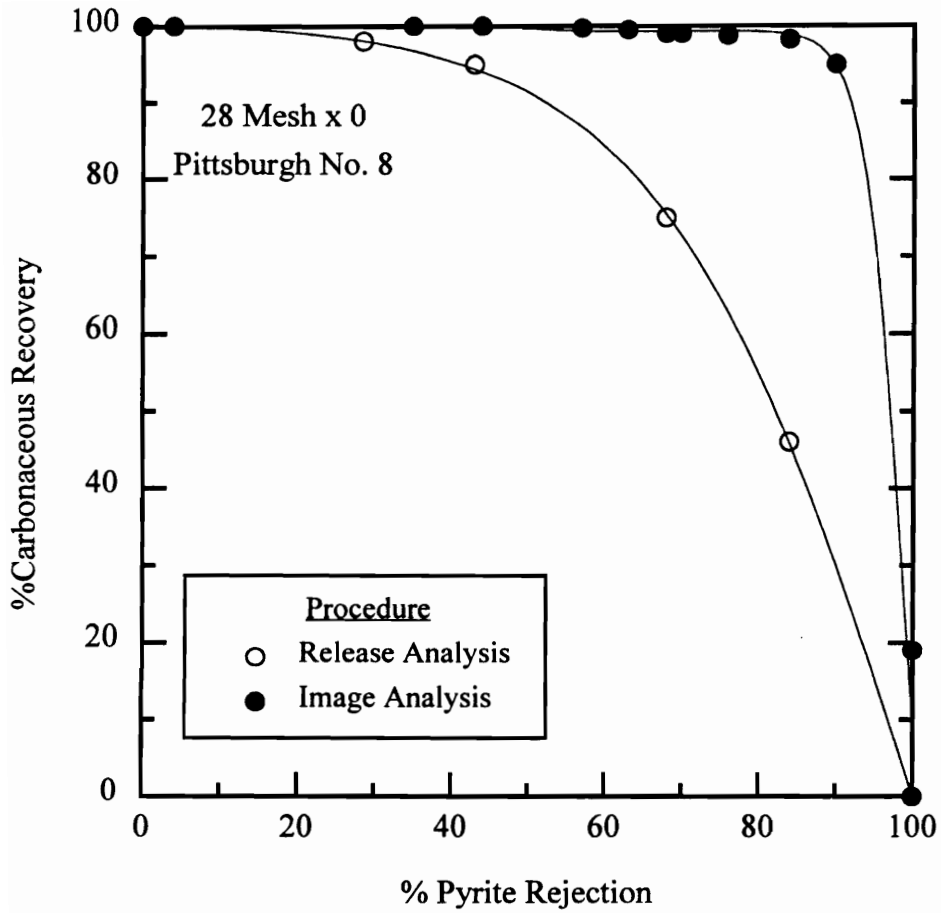 100
80
60
40
20
0
%Carbonaceous Recovery
28 Mesh x 0
Pittsburgh No. 8
Procedure
Release Analysis
Image Analysis
0 20 40 60 80 100
% Pyrite Rejection